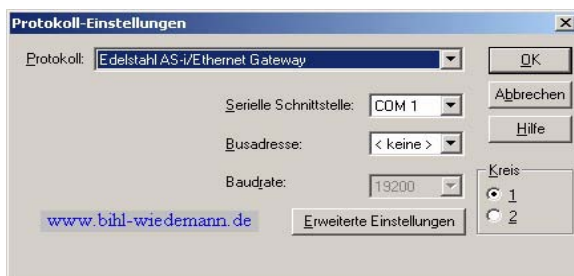 Protokoll-Einstellungen
Protokoll: Edelstahl AS-i/Ethernet Gateway
OK
Serielle Schnittstelle: COM 1
Abbrechen
Busadresse: < keine >
Hilfe
Baudrate: 19200
Kreis
1
2
www.bihl-wiedemann.de
Erweiterte Einstellungen